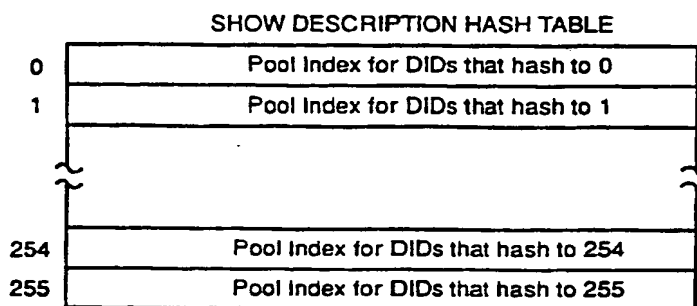 SHOW DESCRIPTION HASH TABLE
0 Pool Index for DIDs that hash to 0
1 Pool Index for DIDs that hash to 1
254 Pool Index for DIDs that hash to 254
255 Pool Index for DIDs that hash to 255